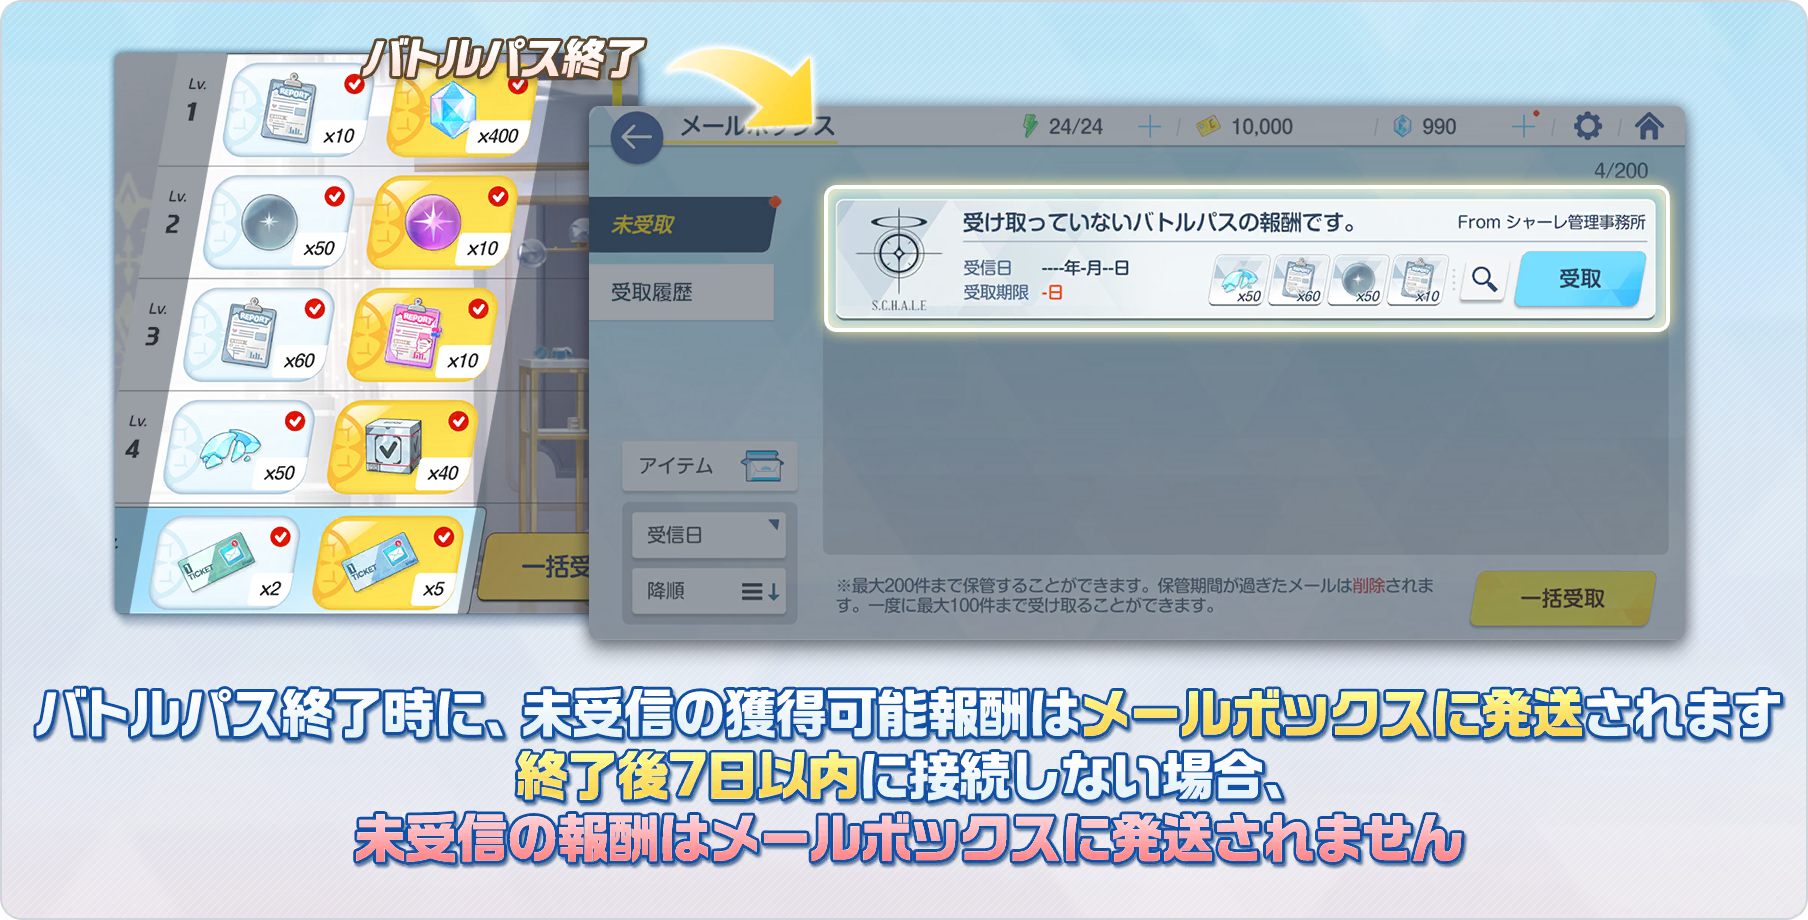 バトルパス終了
Lv.
1
REPORT
x10
x400
Lv.
2
x50
x10
Lv.
3
REPORT
x60
REPORT
x10
Lv.
4
x50
x40
TICKET
x2
TICKET
x5
一括受
メールボックス
24/24
10,000
990
4/200
未受取
受取履歴
受け取っていないバトルパスの報酬です。
From シャーレ管理事務所
受信日 ----年-月--日
受取期限 -日
S.C.H.A.L.E
x50
x60
x50
x10
受取
アイテム
受信日
降順
※最大200件まで保管することができます。保管期間が過ぎたメールは削除されま
す。一度に最大100件まで受け取ることができます。
一括受取
バトルパス終了時に、未受信の獲得可能報酬はメールボックスに発送されます
終了後7日以内に接続しない場合、
未受信の報酬はメールボックスに発送されません